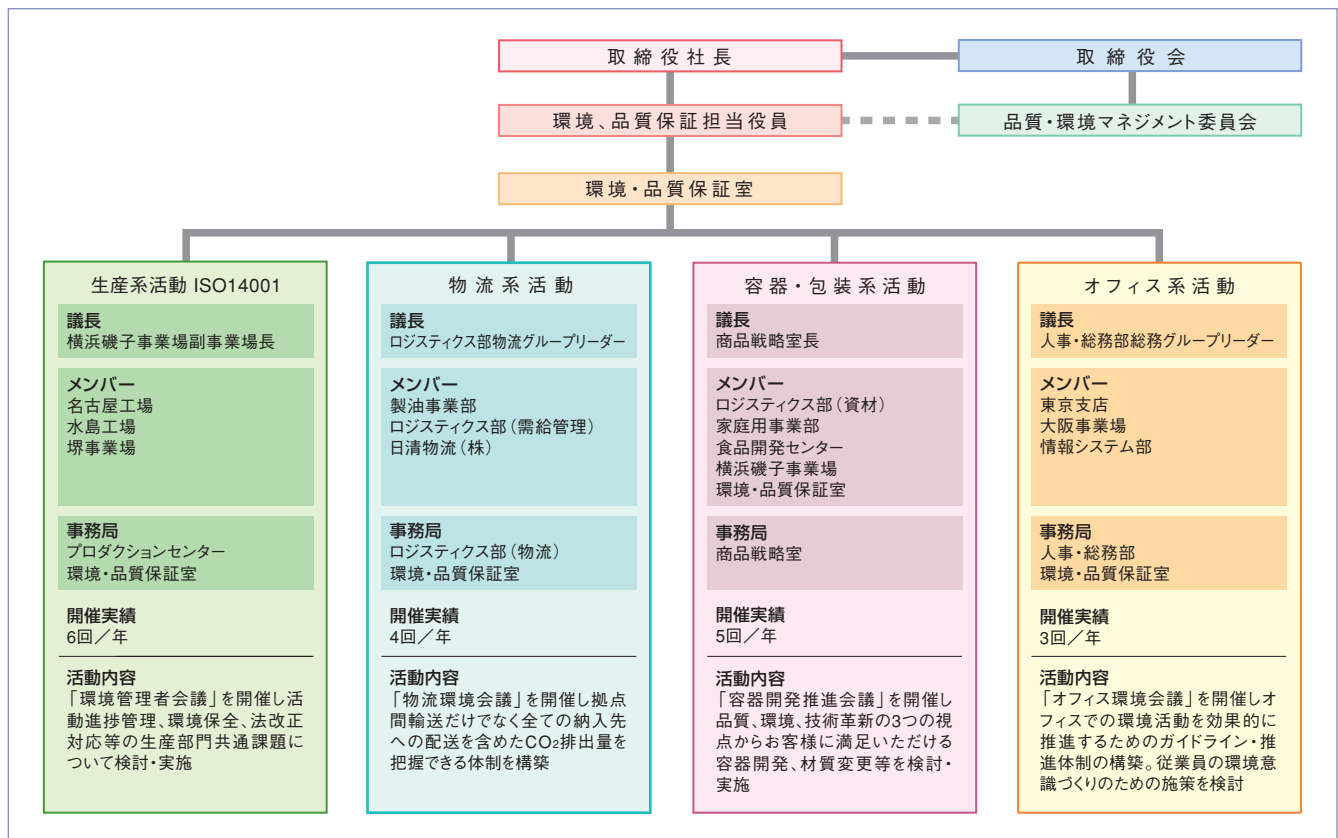 取締役社長
取締役会
環境、品質保証担当役員
品質・環境マネジメント委員会
環境・品質保証室
生産系活動 ISO14001
議長
横浜磯子事業場副事業場長
メンバー
名古屋工場
水島工場
堺事業場
事務局
プロダクションセンター
環境・品質保証室
開催実績
6回／年
活動内容
「環境管理者会議」を開催し活
動進捗管理、環境保全、法改正
対応等の生産部門共通課題に
ついて検討・実施
物流系活動
議長
ロジスティクス部物流グループリーダー
メンバー
製油事業部
ロジスティクス部（需給管理）
日清物流（株）
事務局
ロジスティクス部（物流）
環境・品質保証室
開催実績
4回／年
活動内容
「物流環境会議」を開催し拠点
間輸送だけでなく全ての納入先
への配送を含めたCO₂排出量を
把握できる体制を構築
容器・包装系活動
議長
商品戦略室長
メンバー
ロジスティクス部（資材）
家庭用事業部
食品開発センター
横浜磯子事業場
環境・品質保証室
事務局
商品戦略室
開催実績
5回／年
活動内容
「容器開発推進会議」を開催し
品質、環境、技術革新の3つの視
点からお客様に満足いただける
容器開発、材質変更等を検討・
実施
オフィス系活動
議長
人事・総務部総務グループリーダー
メンバー
東京支店
大阪事業場
情報システム部
事務局
人事・総務部
環境・品質保証室
開催実績
3回／年
活動内容
「オフィス環境会議」を開催しオ
フィスでの環境活動を効果的に
推進するためのガイドライン・推
進体制の構築。従業員の環境意
識づくりのための施策を検討